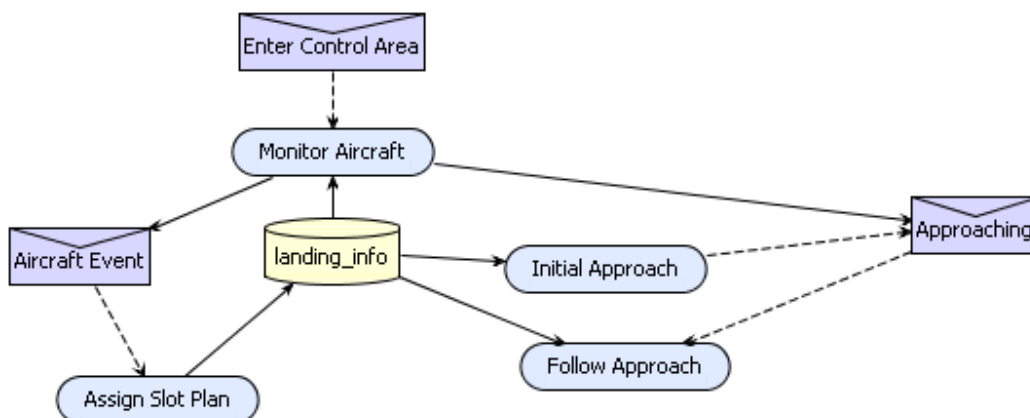 Enter Control Area
Monitor Aircraft
Approaching
Aircraft Event
landing_info
Initial Approach
Follow Approach
Assign Slot Plan